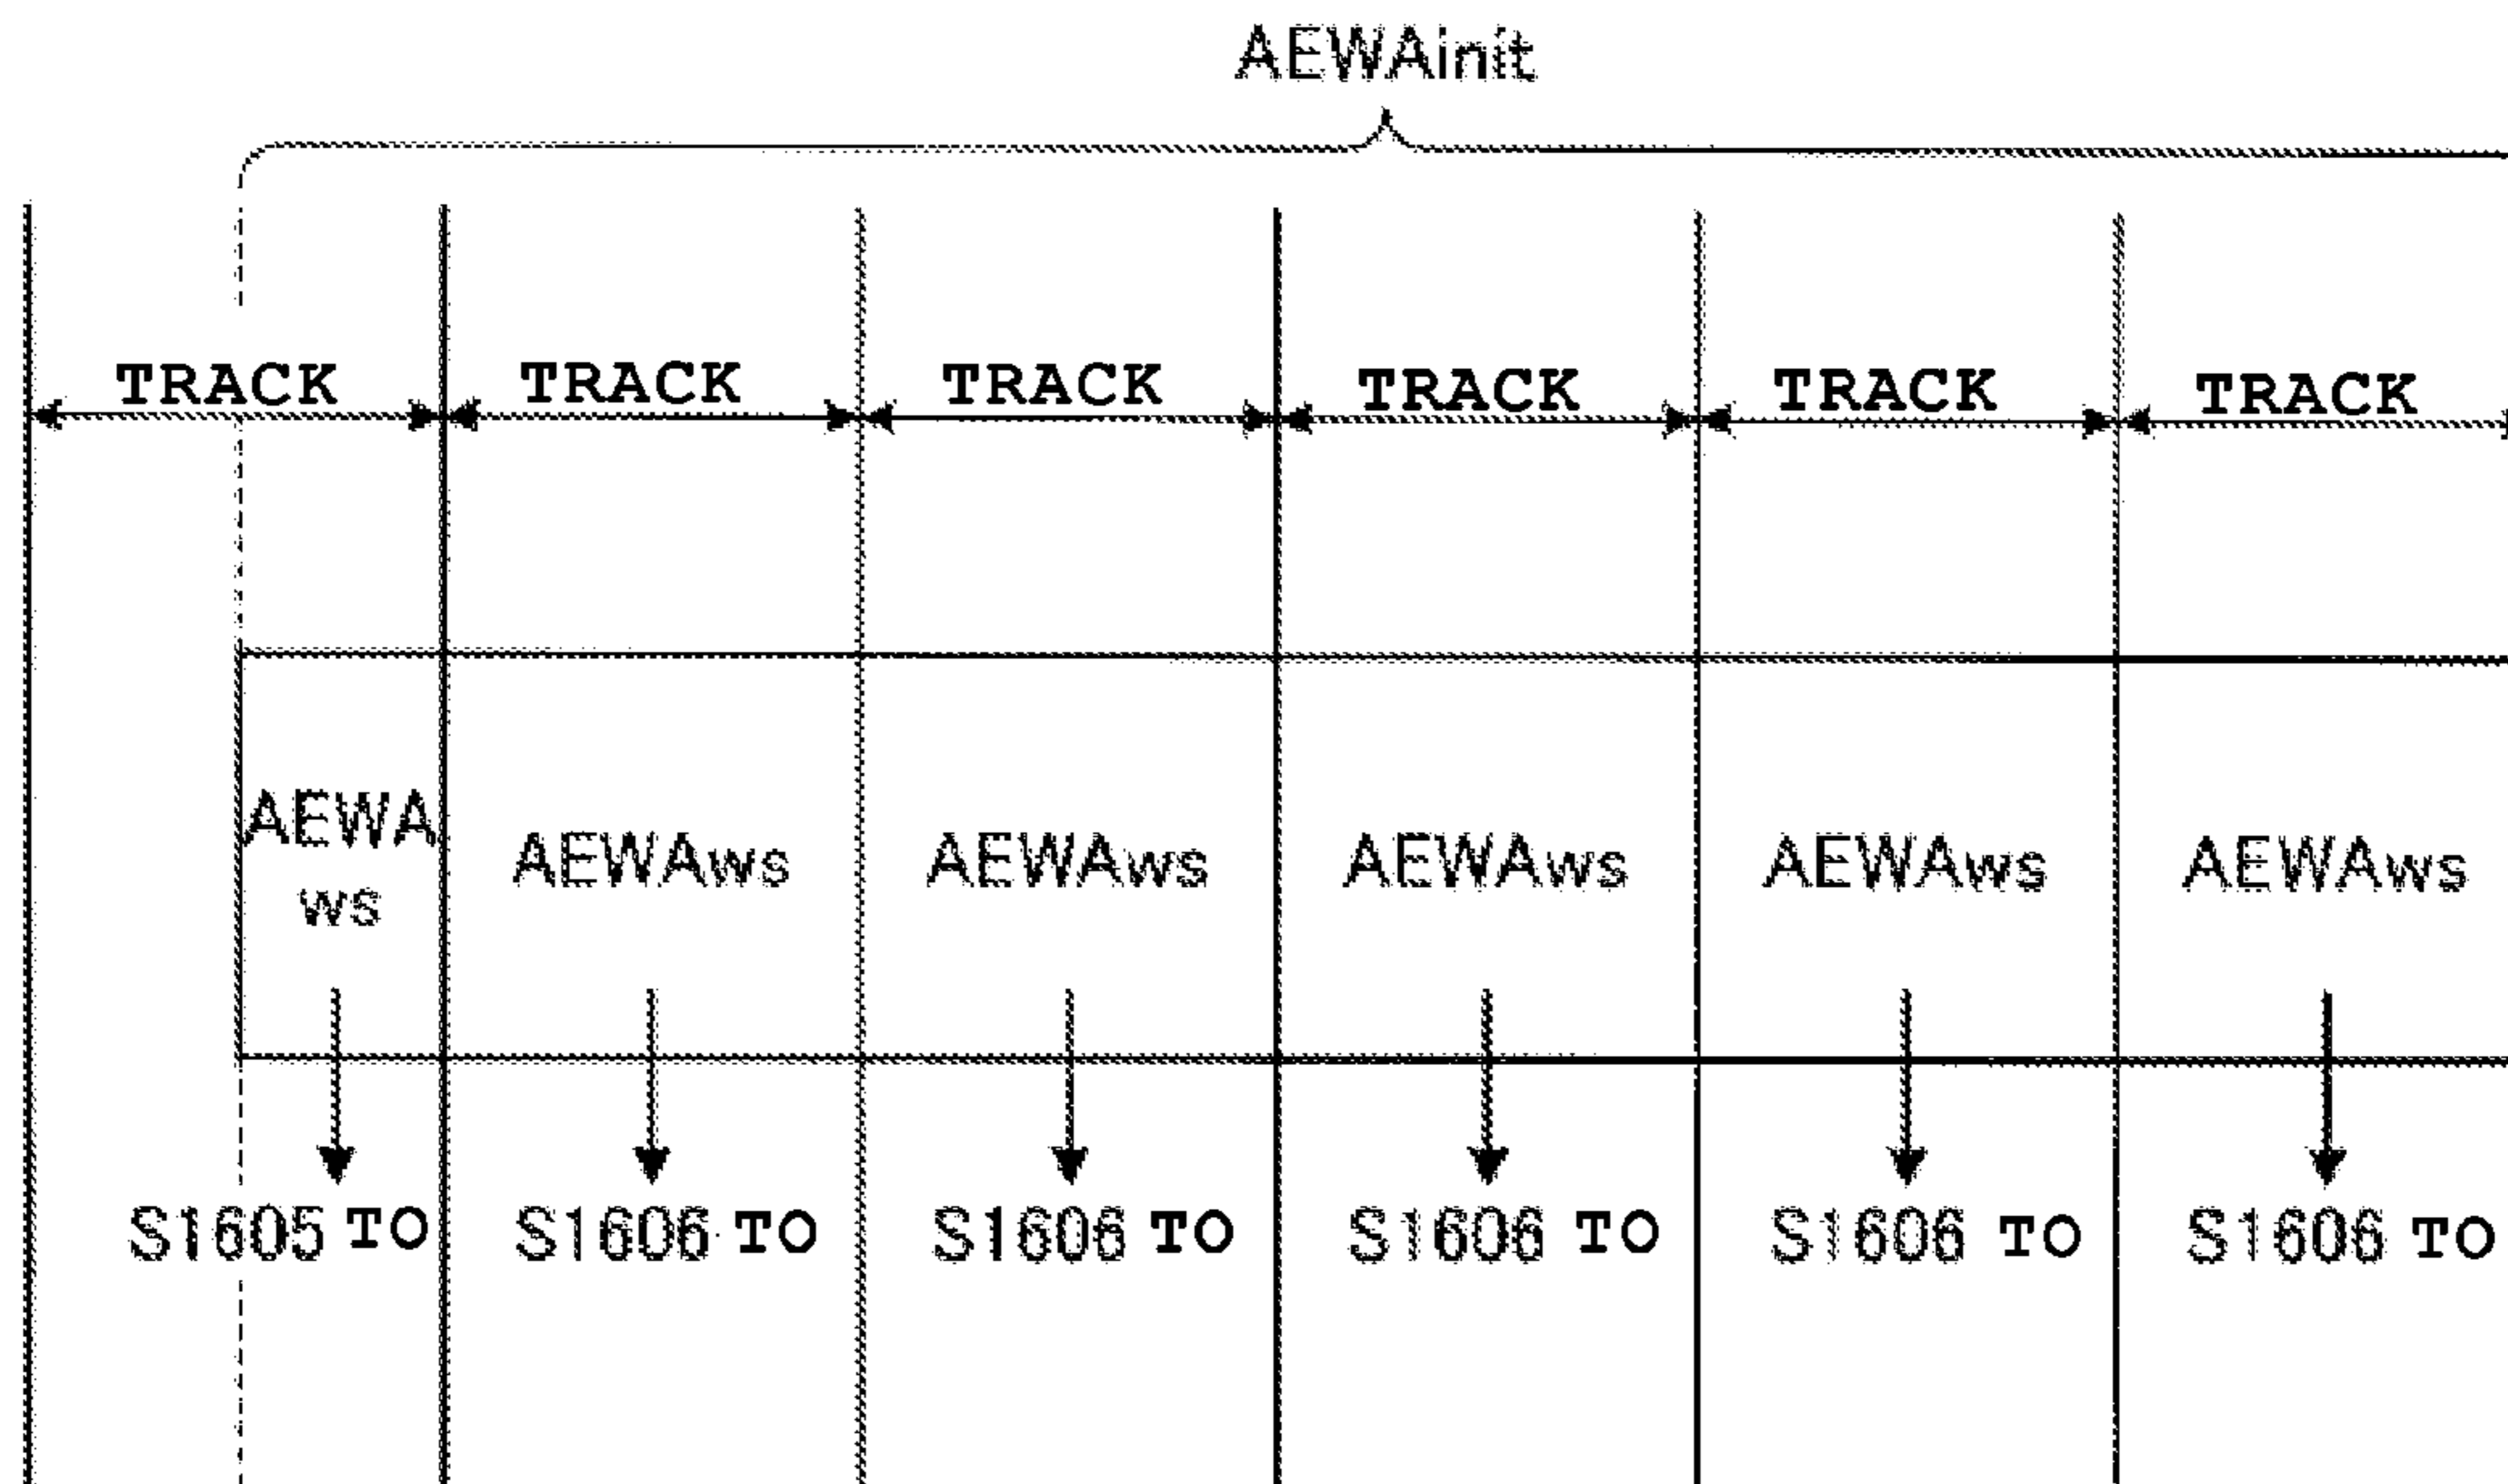 AEWAinit
TRACK TRACK TRACK TRACK TRACK TRACK
AEWA
ws
AEWAws AEWAws AEWAws AEWAws AEWAws
S1605 TO S1606 TO S1606 TO S1606 TO S1606 TO S1606 TO